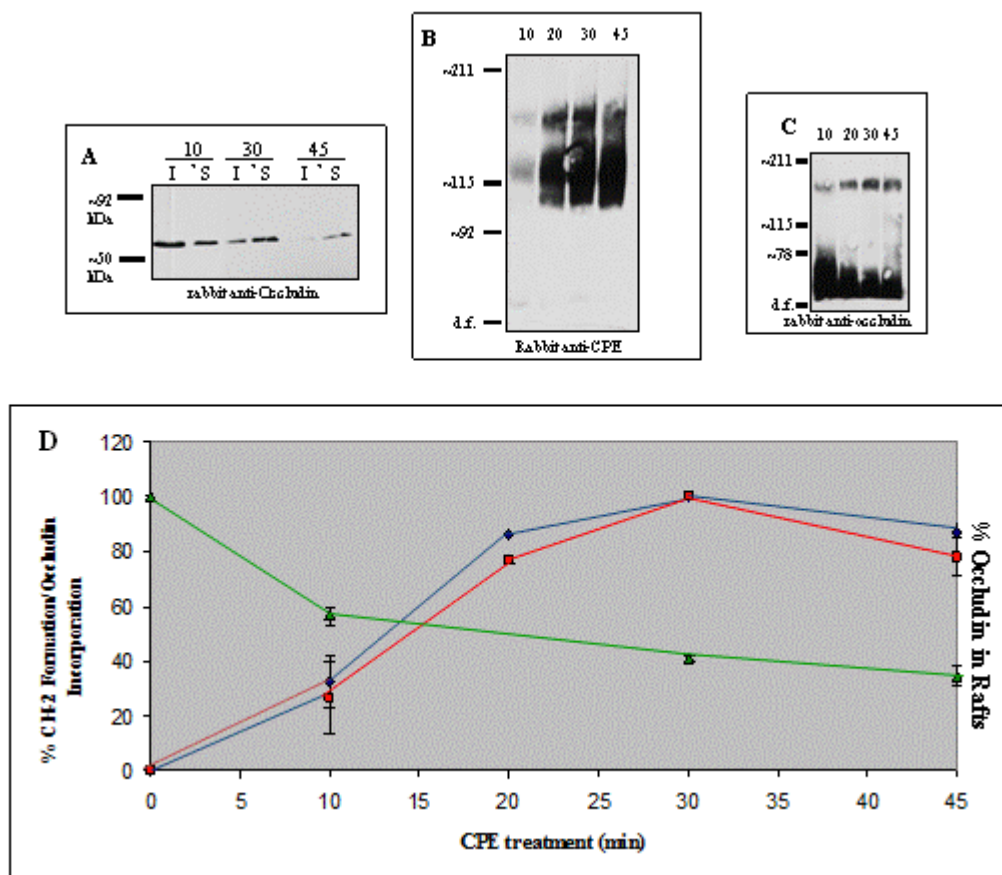 A
10 30 45
I ' S I ' S I ' S
~92
kDa
~50
kDa
rabbit anti-Occludin
B
10 20 30 45
~211
~115
~92
d.f.
Rabbit anti-CPE
C
10 20 30 45
~211
~115
~78
d.f.
rabbit anti-occludin
D
120
100
80
60
40
20
0
0 5 10 15 20 25 30 35 40 45
CPE treatment (min)
% CH-2 Formation/Occludin
Incorporation
% Occludin in Rafts